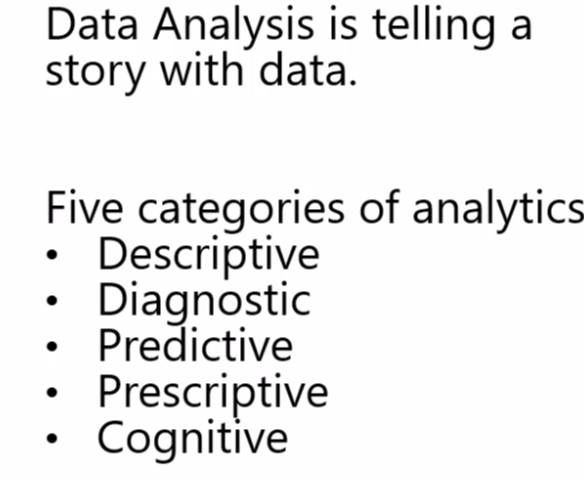 Data Analysis is telling a
story with data.
Five categories of analytics
• Descriptive
• Diagnostic
• Predictive
• Prescriptive
• Cognitive